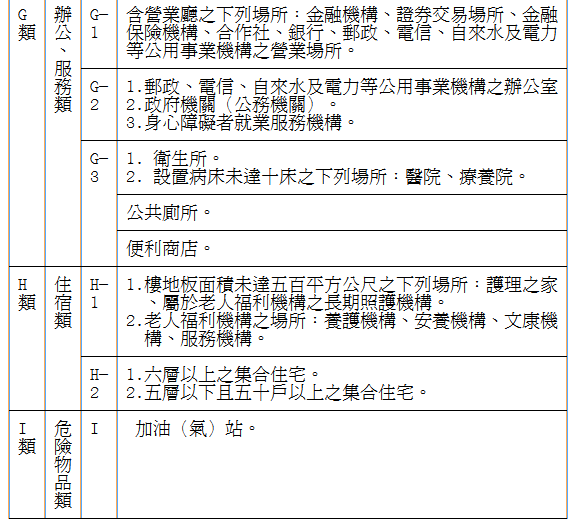 G類
辦公、服務類
G-1
含營業廳之下列場所：金融機構、證券交易場所、金融
保險機構、合作社、銀行、郵政、電信、自來水及電力
等公用事業機構之營業場所。
G-2
1.郵政、電信、自來水及電力等公用事業機構之辦公室
2.政府機關（公務機關）。
3.身心障礙者就業服務機構。
G-3
1. 衛生所。
2. 設置病床未達十床之下列場所：醫院、療養院。
公共廁所。
便利商店。
H類
住宿類
H-1
1.樓地板面積未達五百平方公尺之下列場所：護理之家
、屬於老人福利機構之長期照護機構。
2.老人福利機構之場所：養護機構、安養機構、文康機
構、服務機構。
H-2
1.六層以上之集合住宅。
2.五層以下且五十戶以上之集合住宅。
I類
危險物品類
I
加油（氣）站。